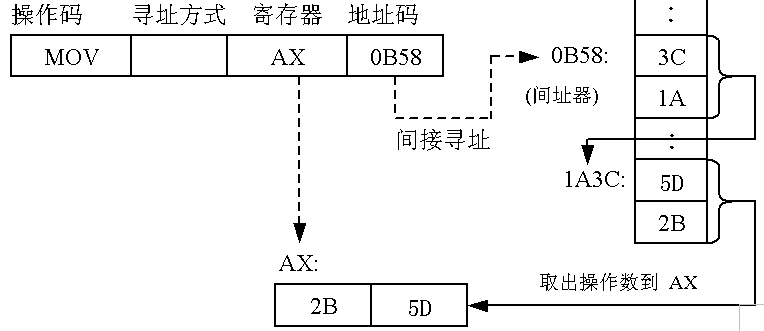 操作码 寻址方式 寄存器 地址码
MOV AX 0B58
间接寻址
0B58:
(间址器)
⋮
3C
1A
⋮
1A3C:
5D
2B
AX:
2B 5D
取出操作数到 AX